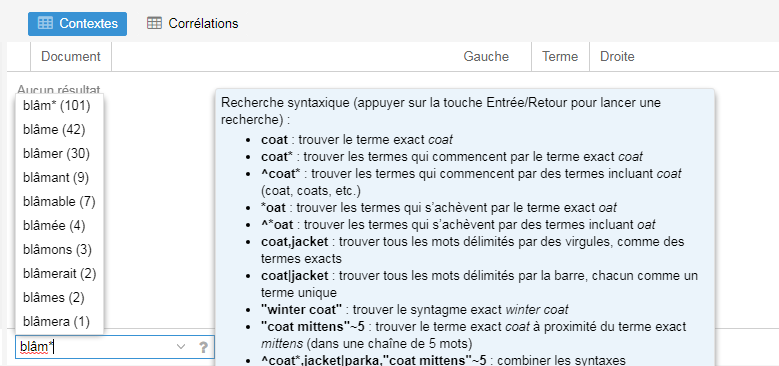 Contextes
Corrélations
Document
Gauche
Terme
Droite
Aucun résultat
blâm* (101)
blâme (42)
blâmer (30)
blâmant (9)
blâmable (7)
blâmée (4)
blâmons (3)
blâmerait (2)
blâmes (2)
blâmera (1)
blâm*
?
Recherche syntaxique (appuyer sur la touche Entrée/Retour pour lancer une
recherche) :
• coat : trouver le terme exact coat
• coat* : trouver les termes qui commencent par le terme exact coat
• ^coat* : trouver les termes qui commencent par des termes incluant coat
(coat, coats, etc.)
• *oat : trouver les termes qui s’achèvent par le terme exact oat
• ^*oat : trouver les termes qui s’achèvent par des termes incluant oat
• coat,jacket : trouver tous les mots délimités par des virgules, comme des
termes exacts
• coat|jacket : trouver tous les mots délimités par la barre, chacun comme un
terme unique
• "winter coat" : trouver le syntagme exact winter coat
• "coat mittens"~5 : trouver le terme exact coat à proximité du terme exact
mittens (dans une chaîne de 5 mots)
• ^coat*,jacket|parka,"coat mittens"~5 : combiner les syntaxes